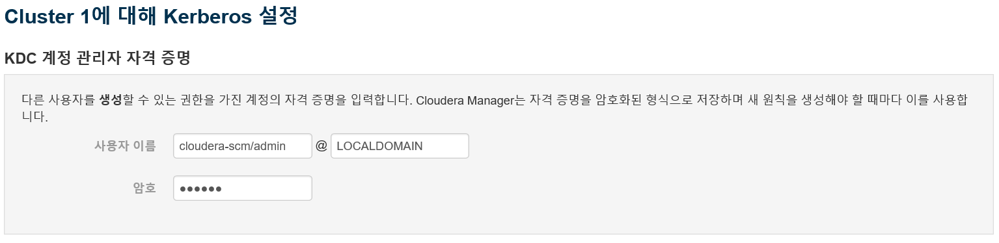 Cluster 1에 대해 Kerberos 설정
KDC 계정 관리자 자격 증명
다른 사용자를 생성할 수 있는 권한을 가진 계정의 자격 증명을 입력합니다. Cloudera Manager는 자격 증명을 암호화된 형식으로 저장하며 새 원칙을 생성해야 할 때마다 이를 사용합
니다.
사용자 이름 cloudera-scm/admin @ LOCALDOMAIN
암호 ●●●●●●